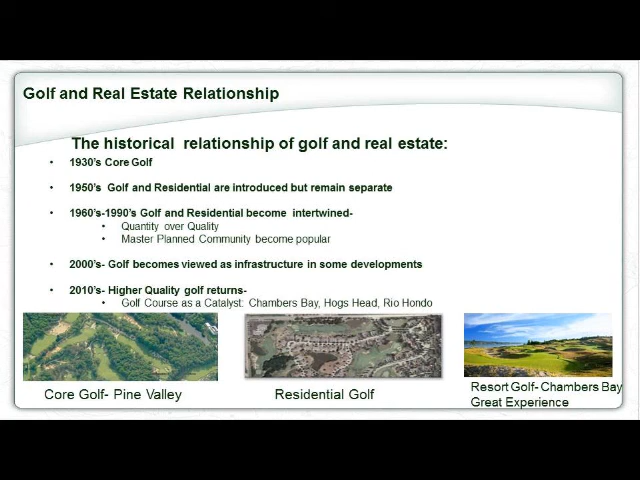 Golf and Real Estate Relationship
The historical relationship of golf and real estate:
• 1930's Core Golf
• 1950's Golf and Residential are introduced but remain separate
• 1960's-1990's Golf and Residential become intertwined-
• Quantity over Quality
• Master Planned Community become popular
• 2000's- Golf becomes viewed as infrastructure in some developments
• 2010's- Higher Quality golf returns-
• Golf Course as a Catalyst: Chambers Bay, Hogs Head, Rio Hondo
Core Golf- Pine Valley
Residential Golf
Resort Golf- Chambers Bay
Great Experience